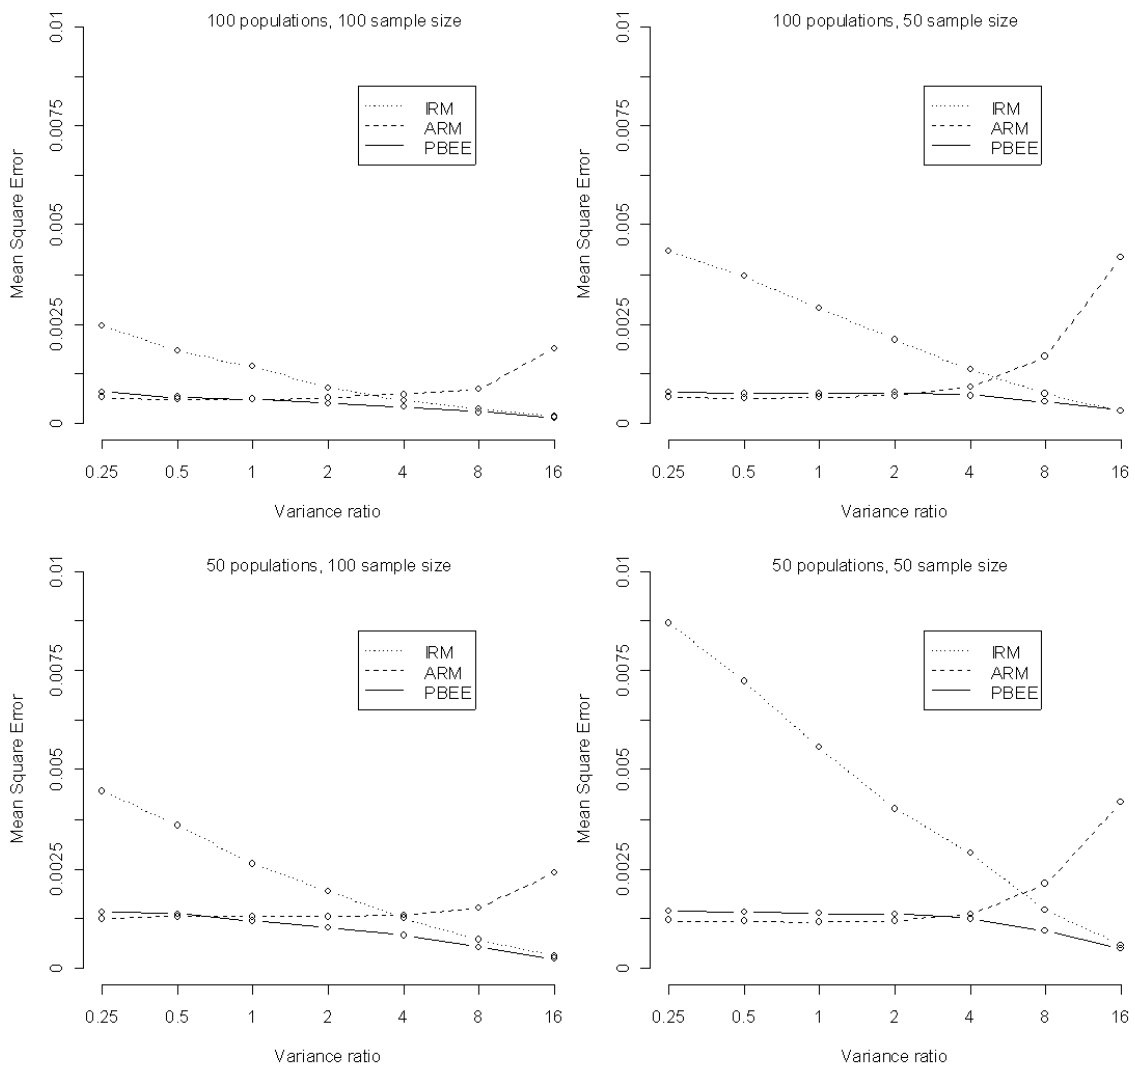 100 populations, 100 sample size
0.01
0.0075
0.005
0.0025
0
Mean Square Error
IRM
ARM
PBEE
0.25 0.5 1 2 4 8 16
Variance ratio
100 populations, 50 sample size
0.01
0.0075
0.005
0.0025
0
Mean Square Error
IRM
ARM
PBEE
0.25 0.5 1 2 4 8 16
Variance ratio
50 populations, 100 sample size
0.01
0.0075
0.005
0.0025
0
Mean Square Error
IRM
ARM
PBEE
0.25 0.5 1 2 4 8 16
Variance ratio
50 populations, 50 sample size
0.01
0.0075
0.005
0.0025
0
Mean Square Error
IRM
ARM
PBEE
0.25 0.5 1 2 4 8 16
Variance ratio